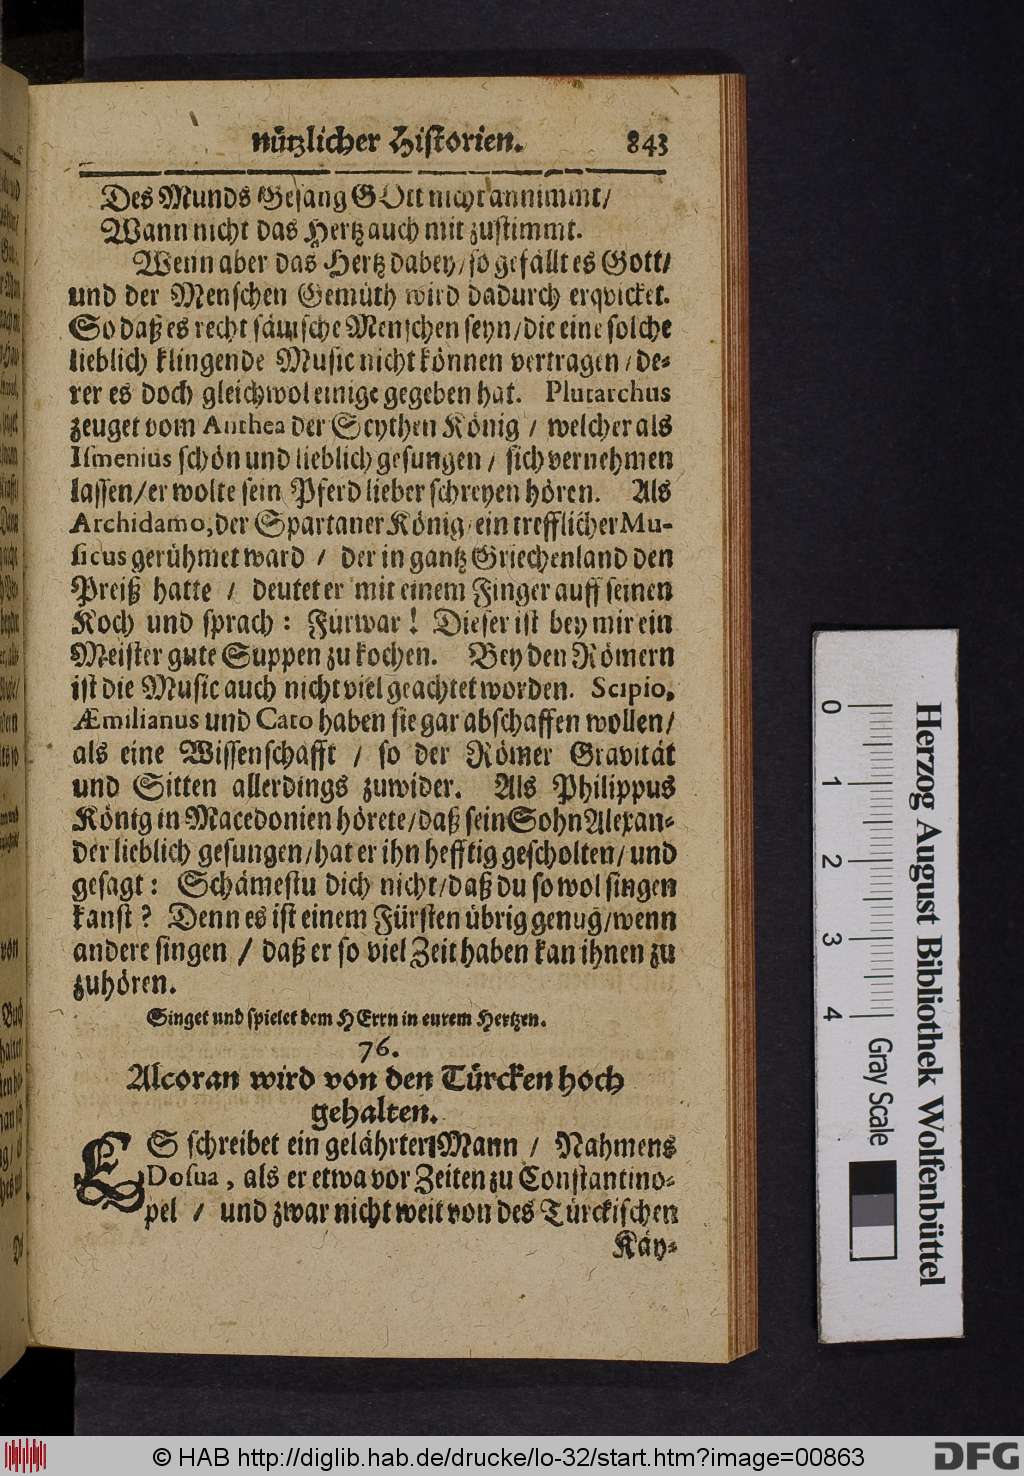 nützlicher Historien. 843
Des Munds Gesang GOtt nicht annimmt/
Wann nicht das Hertz auch mit zustimmt.
Wenn aber das Hertz dabey/ so gefällt es Gott/
und der Menschen Gemüth wird dadurch erqvicket.
So daß es recht säuische Menschen seyn/ die eine solche
lieblich klingende Music nicht können vertragen/ de-
rer es doch gleichwol einige gegeben hat. Plutarchus
zeuget vom Anthea der Scythen König / welcher als
Ismenius schön und lieblich gesungen / sich vernehmen
lassen/ er wolte sein Pferd lieber schreyen hören. Als
Archidamo, der Spartaner König/ ein trefflicher Mu-
sicus gerühmet ward / der in gantz Griechenland den
Preiß hatte / deutet er mit einem Finger auff seinen
Koch und sprach: Fürwar! Dieser ist bey mir ein
Meister gute Suppen zu kochen. Bey den Römern
ist die Music auch nicht viel geachtet worden. Scipio,
Æmilianus und Cato haben sie gar abschaffen wollen/
als eine Wissenschafft / so der Römer Gravität
und Sitten allerdings zuwider. Als Philippus
König in Macedonien hörete/ daß sein Sohn Alexan-
der lieblich gesungen/ hat er ihn hefftig gescholten/ und
gesagt: Schämestu dich nicht/ daß du so wol singen
kanst? Denn es ist einem Fürsten übrig genug/ wenn
andere singen / daß er so viel Zeit haben kan ihnen zu
zuhören.
Singet und spielet dem HErrn in eurem Hertzen.
76.
Alcoran wird von den Türcken hoch
gehalten.
ES schreibet ein gelährter Mann / Nahmens
Dosua, als er etwa vor Zeiten zu Constantino-
pel / und zwar nicht weit von des Türckischen
Käy-
0 1 2 3 4
Gray Scale
Herzog August Bibliothek Wolfenbüttel
© HAB http://diglib.hab.de/drucke/lo-32/start.htm?image=00863
DFG